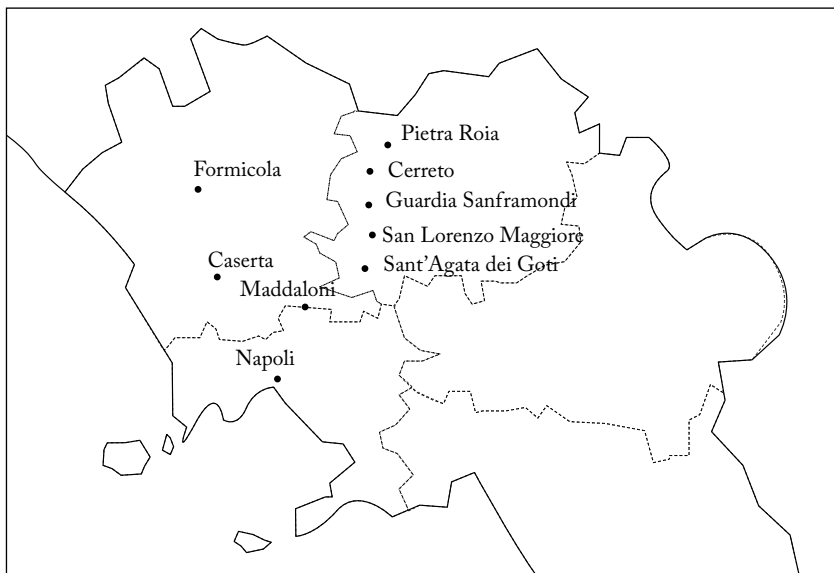 Pietra Roia
Formicola
Cerreto
Guardia Sanframondi
San Lorenzo Maggiore
Caserta
Sant'Agata dei Goti
Maddaloni
Napoli